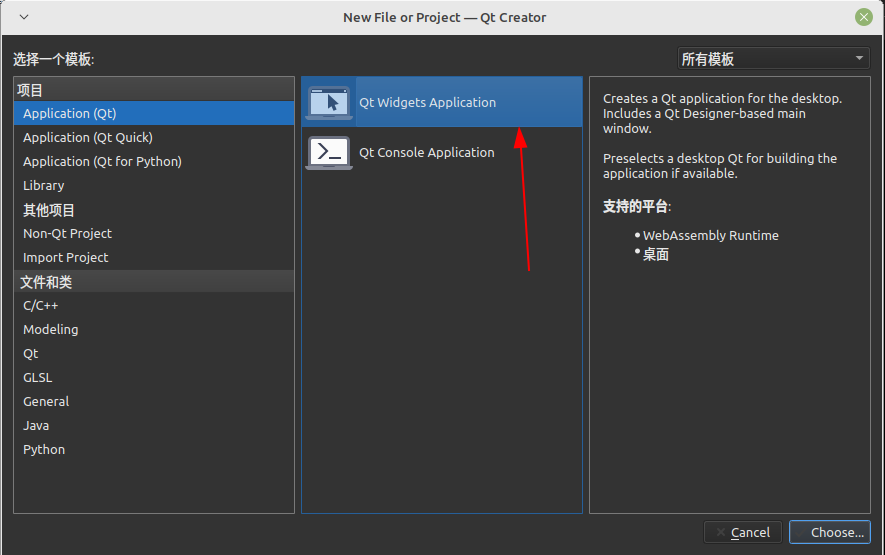 New File or Project — Qt Creator
选择一个模板:
所有模板
项目
Application (Qt)
Application (Qt Quick)
Application (Qt for Python)
Library
其他项目
Non-Qt Project
Import Project
文件和类
C/C++
Modeling
Qt
GLSL
General
Java
Python
Qt Widgets Application
Qt Console Application
Creates a Qt application for the desktop.
Includes a Qt Designer-based main
window.
Preselects a desktop Qt for building the
application if available.
支持的平台:
WebAssembly Runtime
桌面
Cancel
Choose...